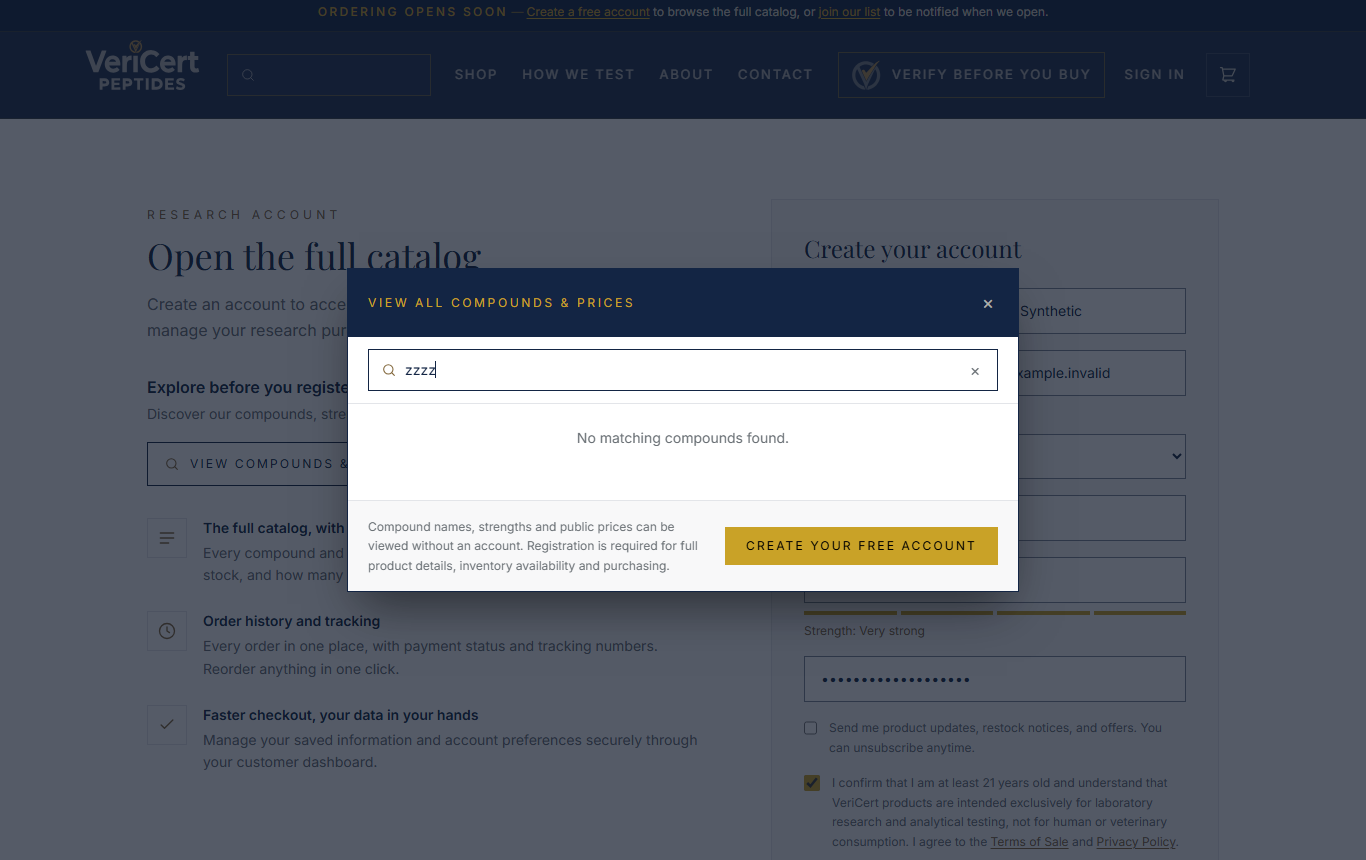 ORDERING OPENS SOON — Create a free account to browse the full catalog, or join our list to be notified when we open.
VeriCert
PEPTIDES
SHOP
HOW WE TEST
ABOUT
CONTACT
VERIFY BEFORE YOU BUY
SIGN IN
RESEARCH ACCOUNT
Open the full catalog
Create an account to acce
manage your research pur
Explore before you registe
Discover our compounds, stre
VIEW COMPOUNDS &
The full catalog, with
Every compound and
stock, and how many
Order history and tracking
Every order in one place, with payment status and tracking numbers.
Reorder anything in one click.
Faster checkout, your data in your hands
Manage your saved information and account preferences securely through
your customer dashboard.
VIEW ALL COMPOUNDS & PRICES
zzzz
No matching compounds found.
Compound names, strengths and public prices can be
viewed without an account. Registration is required for full
product details, inventory availability and purchasing.
CREATE YOUR FREE ACCOUNT
Create your account
Synthetic
xample.invalid
Strength: Very strong
Send me product updates, restock notices, and offers. You
can unsubscribe anytime.
I confirm that I am at least 21 years old and understand that
VeriCert products are intended exclusively for laboratory
research and analytical testing, not for human or veterinary
consumption. I agree to the Terms of Sale and Privacy Policy.